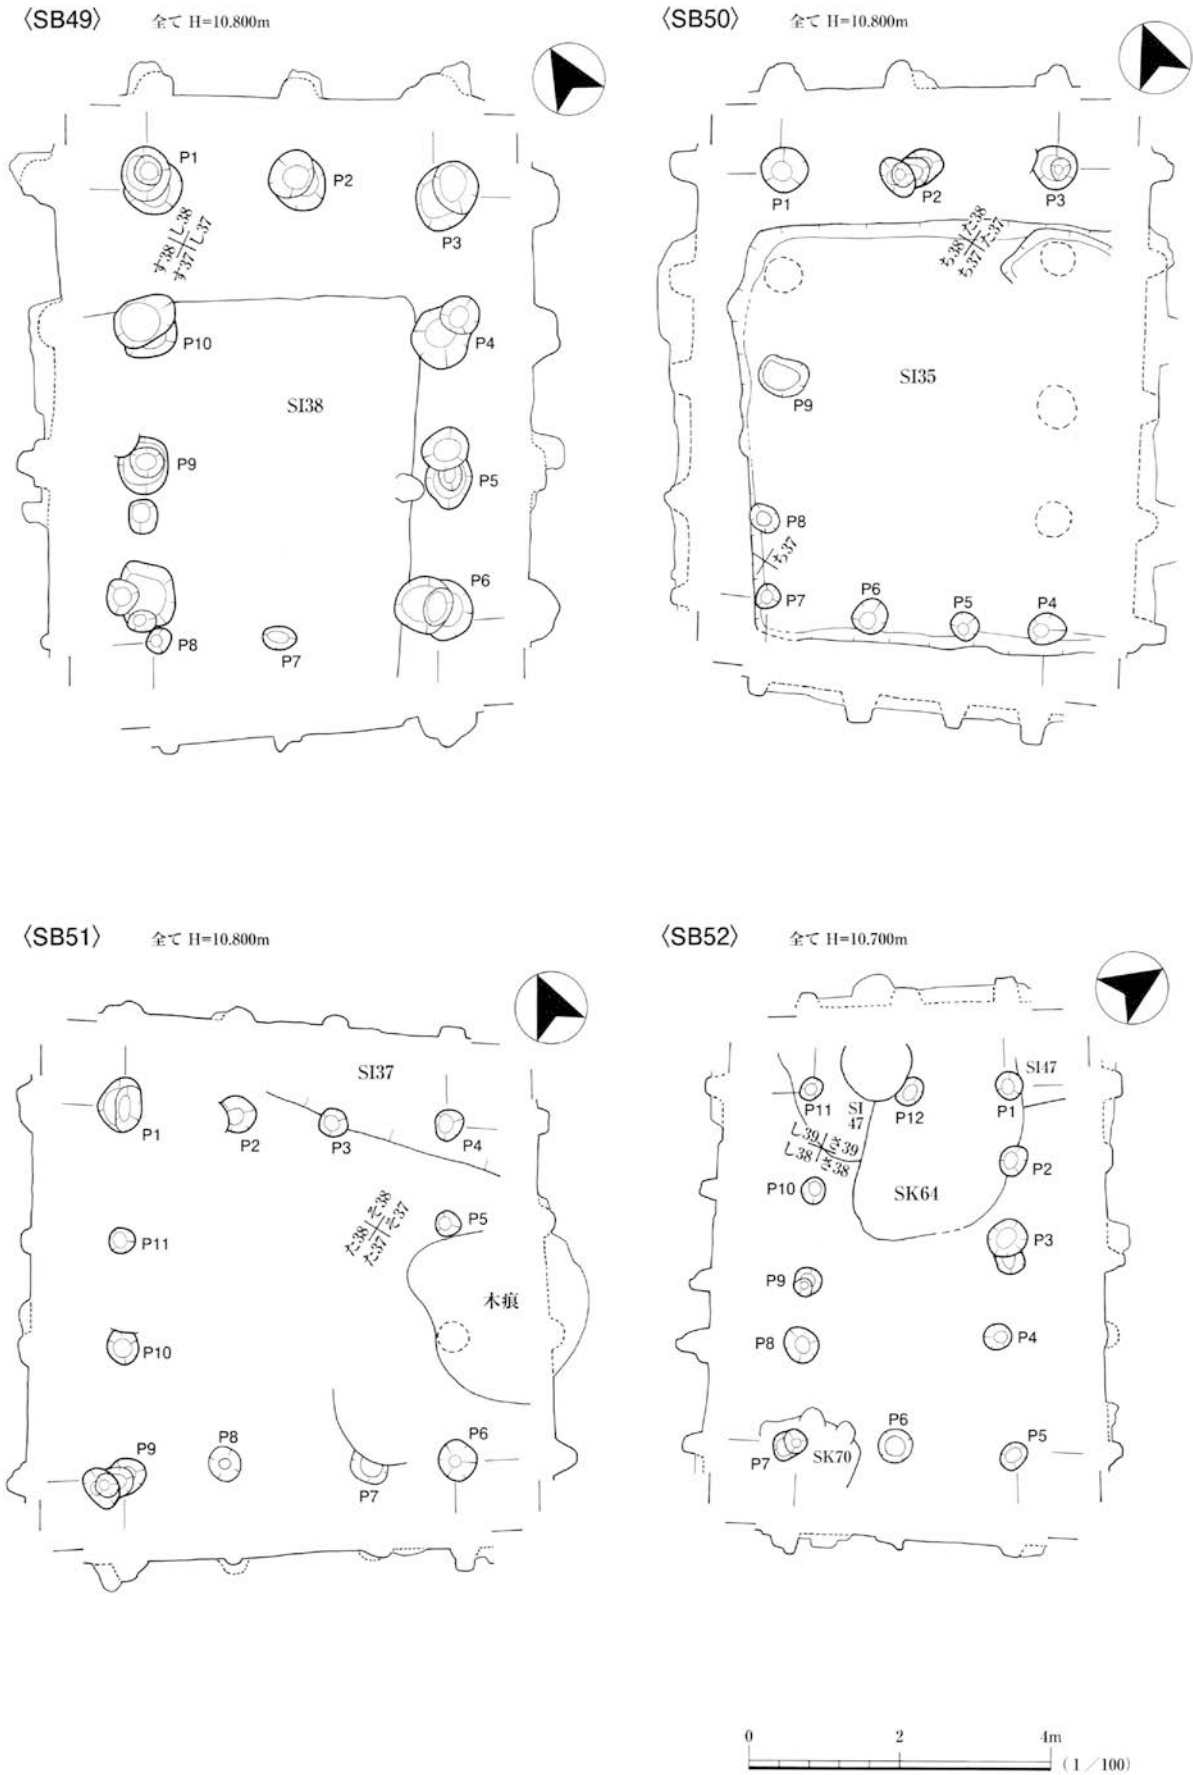 〈SB49〉 全て H=10.800m
P1
P2
P3
す38 し38
す37 し37
P10
P4
SI38
P9
P5
P6
P8
P7
〈SB50〉 全て H=10.800m
P1
P2
P3
ち38 た38
ち37 た37
SI35
P9
P8
ち37
P7
P6
P5
P4
〈SB51〉 全て H=10.800m
SI37
P1
P2
P3
P4
た38 そ38
た37 そ37
P5
P11
木痕
P10
P9
P8
P7
P6
〈SB52〉 全て H=10.700m
SI47
P11
SI
47
P12
P1
し39 さ39
し38 さ38
P2
P10
SK64
P3
P9
P8
P4
P6
P5
P7
SK70
0 2 4m
(1/100)